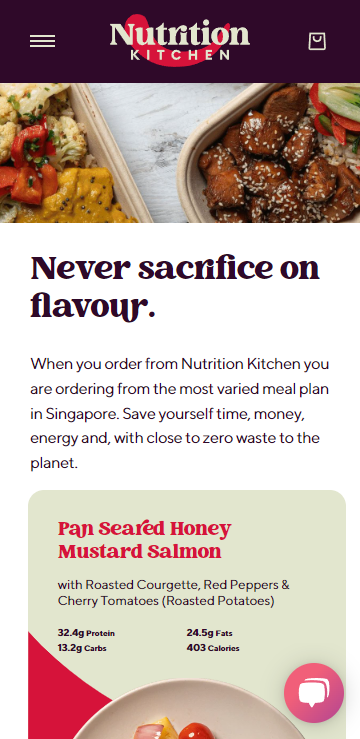 Nutrition
KITCHEN
Never sacrifice on
flavour.
When you order from Nutrition Kitchen you
are ordering from the most varied meal plan
in Singapore. Save yourself time, money,
energy and, with close to zero waste to the
planet.
Pan Seared Honey
Mustard Salmon
with Roasted Courgette, Red Peppers &
Cherry Tomatoes (Roasted Potatoes)
32.4g Protein 24.5g Fats
13.2g Carbs 403 Calories